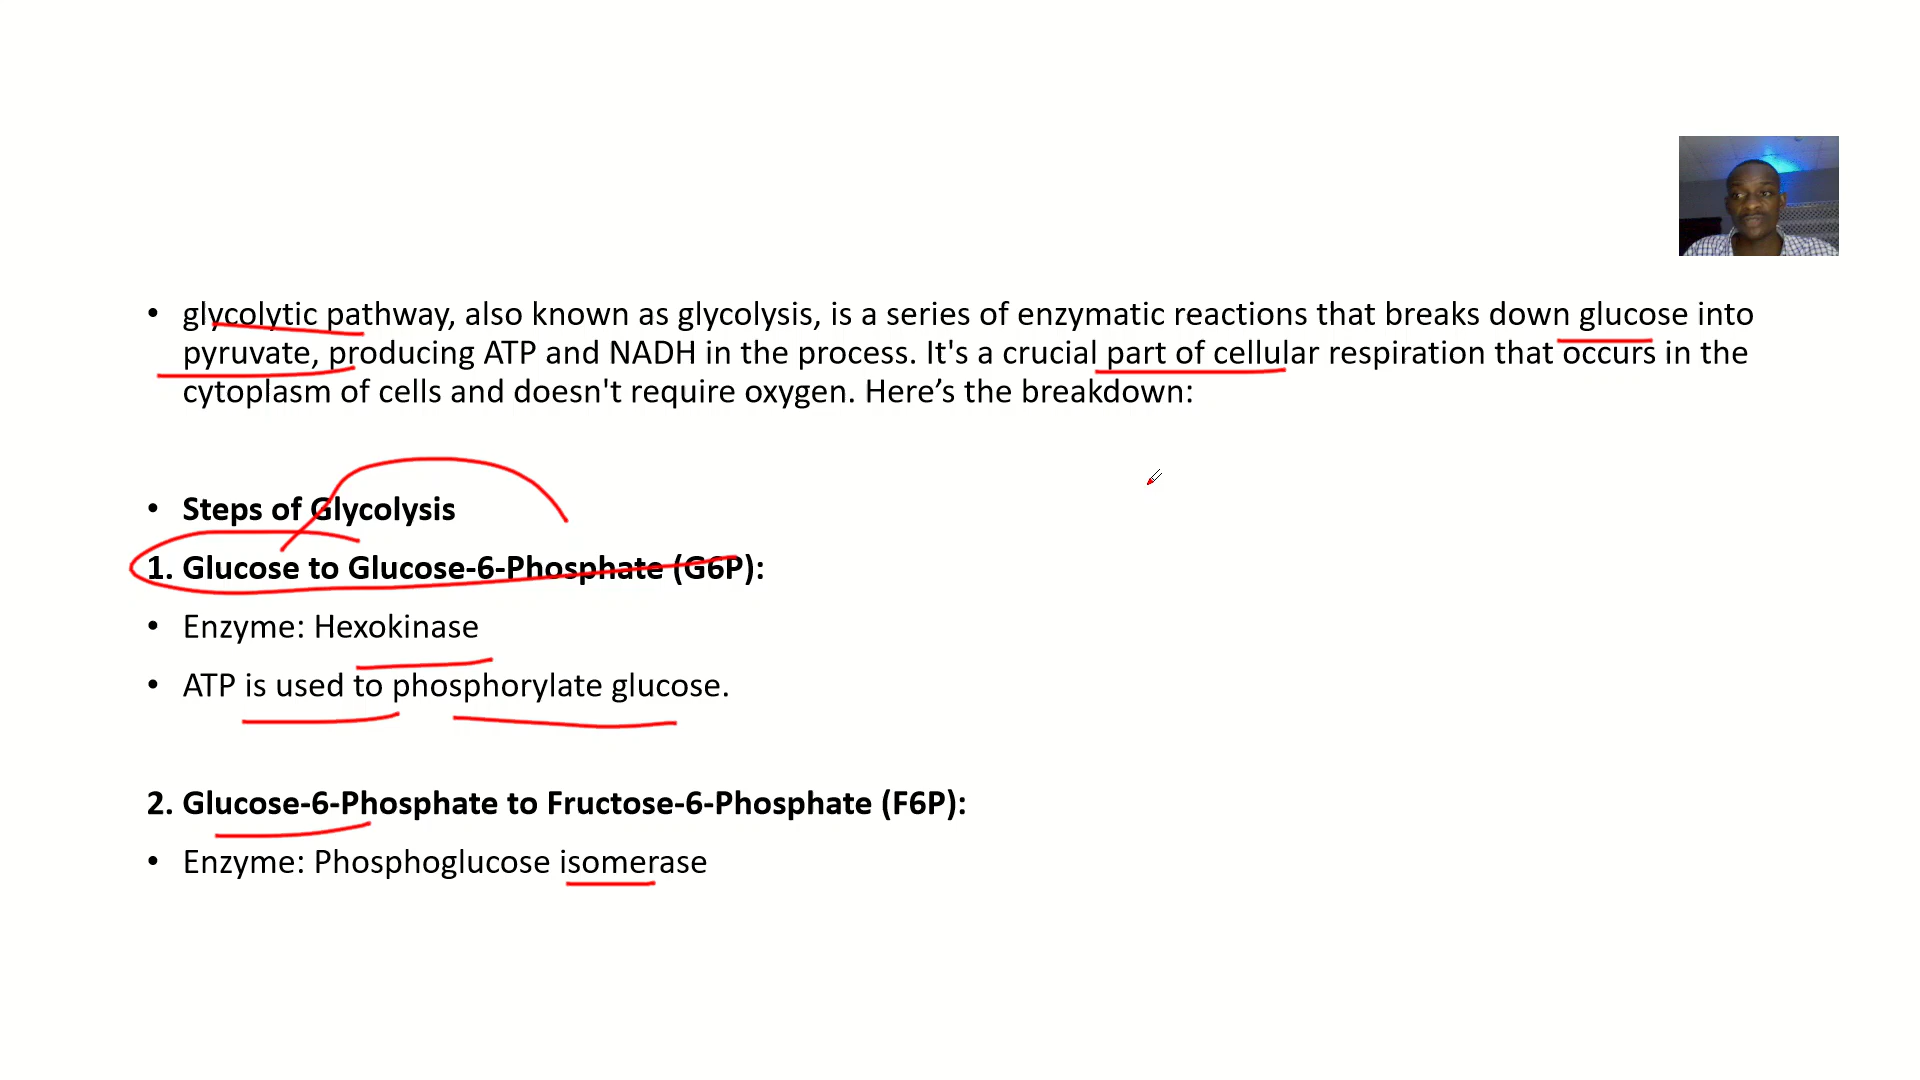 • glycolytic pathway, also known as glycolysis, is a series of enzymatic reactions that breaks down glucose into
pyruvate, producing ATP and NADH in the process. It's a crucial part of cellular respiration that occurs in the
cytoplasm of cells and doesn't require oxygen. Here’s the breakdown:
• Steps of Glycolysis
1. Glucose to Glucose-6-Phosphate (G6P):
• Enzyme: Hexokinase
• ATP is used to phosphorylate glucose.
2. Glucose-6-Phosphate to Fructose-6-Phosphate (F6P):
• Enzyme: Phosphoglucose isomerase